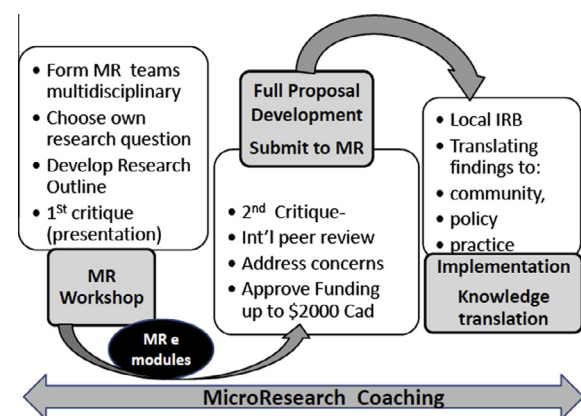 • Form MR teams
multidisciplinary
• Choose own
research question
• Develop Research
Outline
• 1St critique
(presentation)
MR
Workshop
MR e
modules
Full Proposal
Development
Submit to MR
• 2nd Critique-
• Int'l peer review
• Address concerns
• Approve Funding
up to $2000 Cad
• Local IRB
• Translating
findings to:
• community,
• policy
• practice
Implementation
Knowledge
translation
MicroResearch Coaching